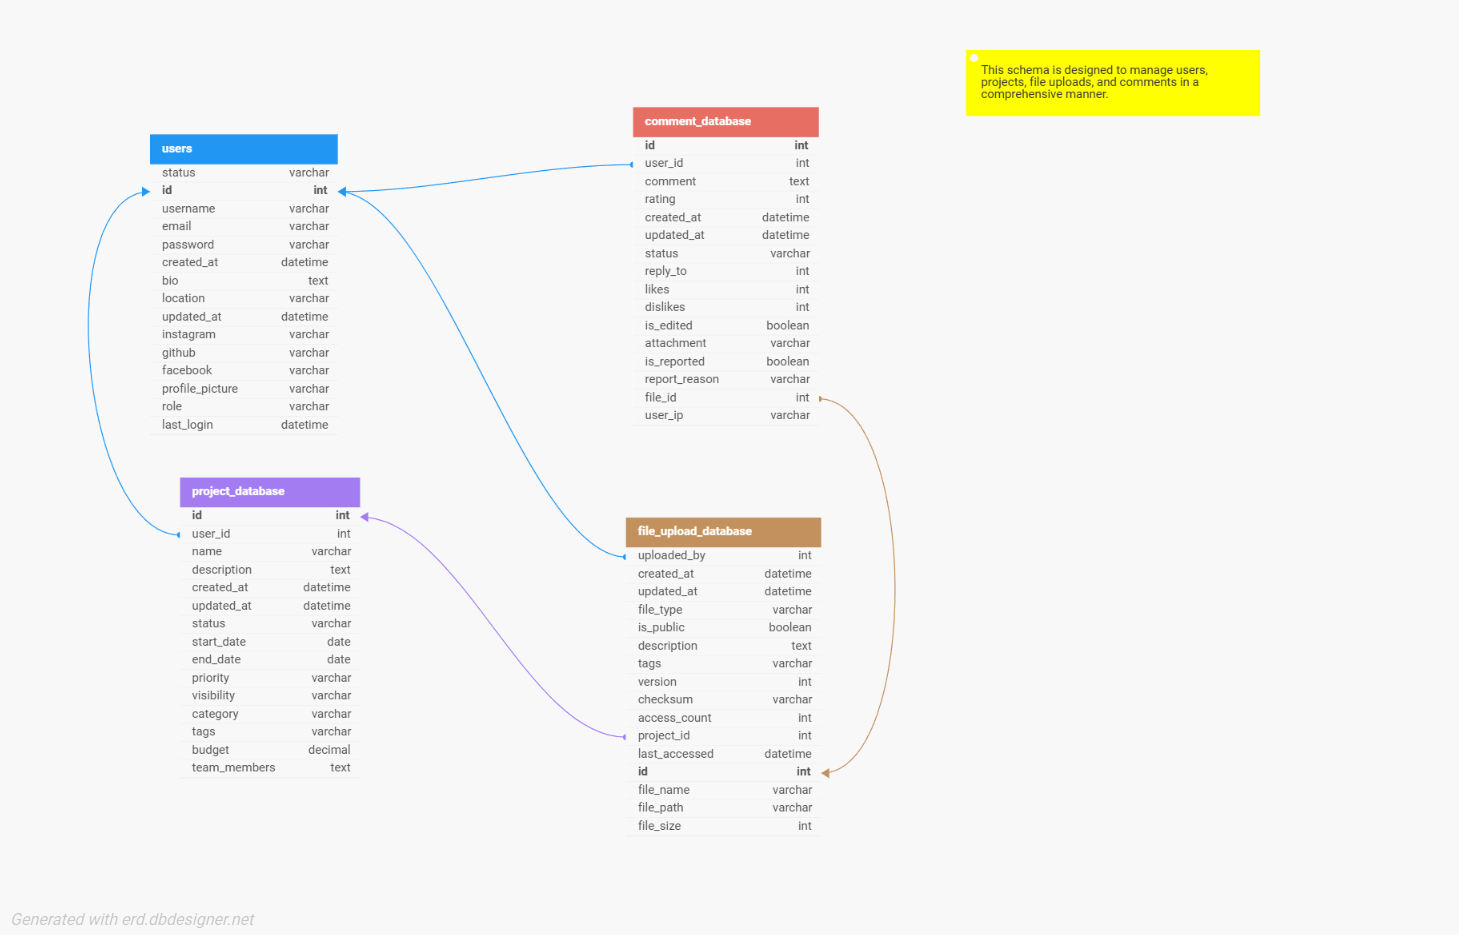 This schema is designed to manage users,
projects, file uploads, and comments in a
comprehensive manner.
users
status varchar
id int
username varchar
email varchar
password varchar
created_at datetime
bio text
location varchar
updated_at datetime
instagram varchar
github varchar
facebook varchar
profile_picture varchar
role varchar
last_login datetime
comment_database
id int
user_id int
comment text
rating int
created_at datetime
updated_at datetime
status varchar
reply_to int
likes int
dislikes int
is_edited boolean
attachment varchar
is_reported boolean
report_reason varchar
file_id int
user_ip varchar
project_database
id int
user_id int
name varchar
description text
created_at datetime
updated_at datetime
status varchar
start_date date
end_date date
priority varchar
visibility varchar
category varchar
tags varchar
budget decimal
team_members text
file_upload_database
uploaded_by int
created_at datetime
updated_at datetime
file_type varchar
is_public boolean
description text
tags varchar
version int
checksum varchar
access_count int
project_id int
last_accessed datetime
id int
file_name varchar
file_path varchar
file_size int
Generated with erd.dbdesigner.net